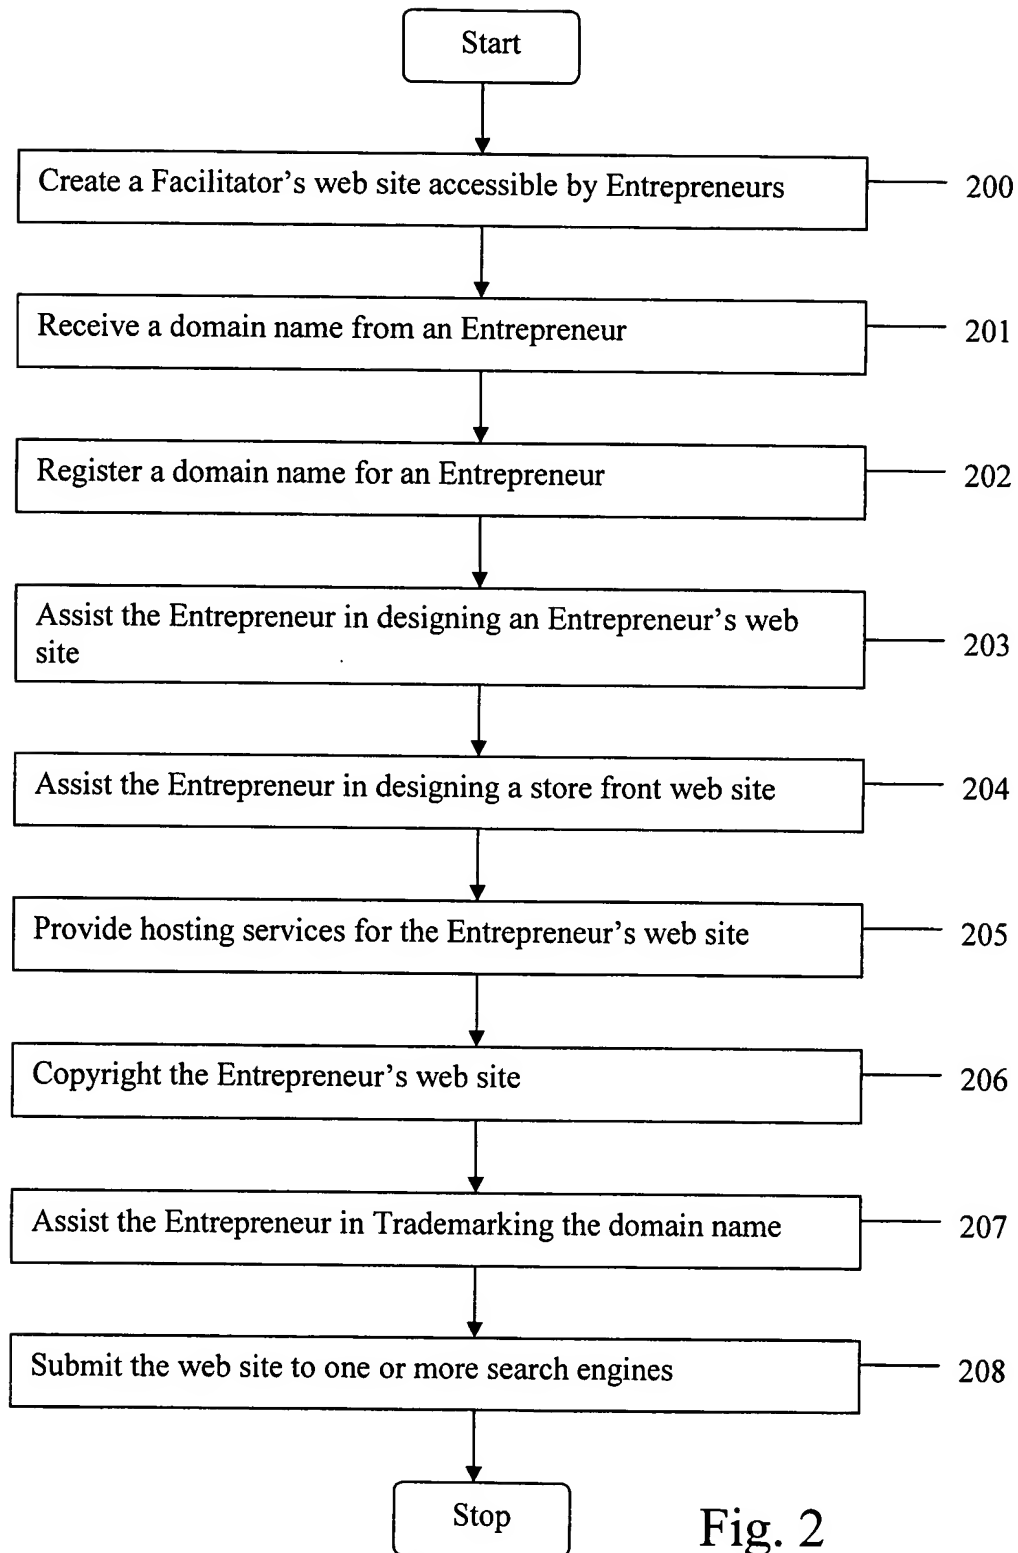 Start
Create a Facilitator's web site accessible by Entrepreneurs
200
Receive a domain name from an Entrepreneur
201
Register a domain name for an Entrepreneur
202
Assist the Entrepreneur in designing an Entrepreneur's web
site
203
Assist the Entrepreneur in designing a store front web site
204
Provide hosting services for the Entrepreneur's web site
205
Copyright the Entrepreneur's web site
206
Assist the Entrepreneur in Trademarking the domain name
207
Submit the web site to one or more search engines
208
Stop
Fig. 2